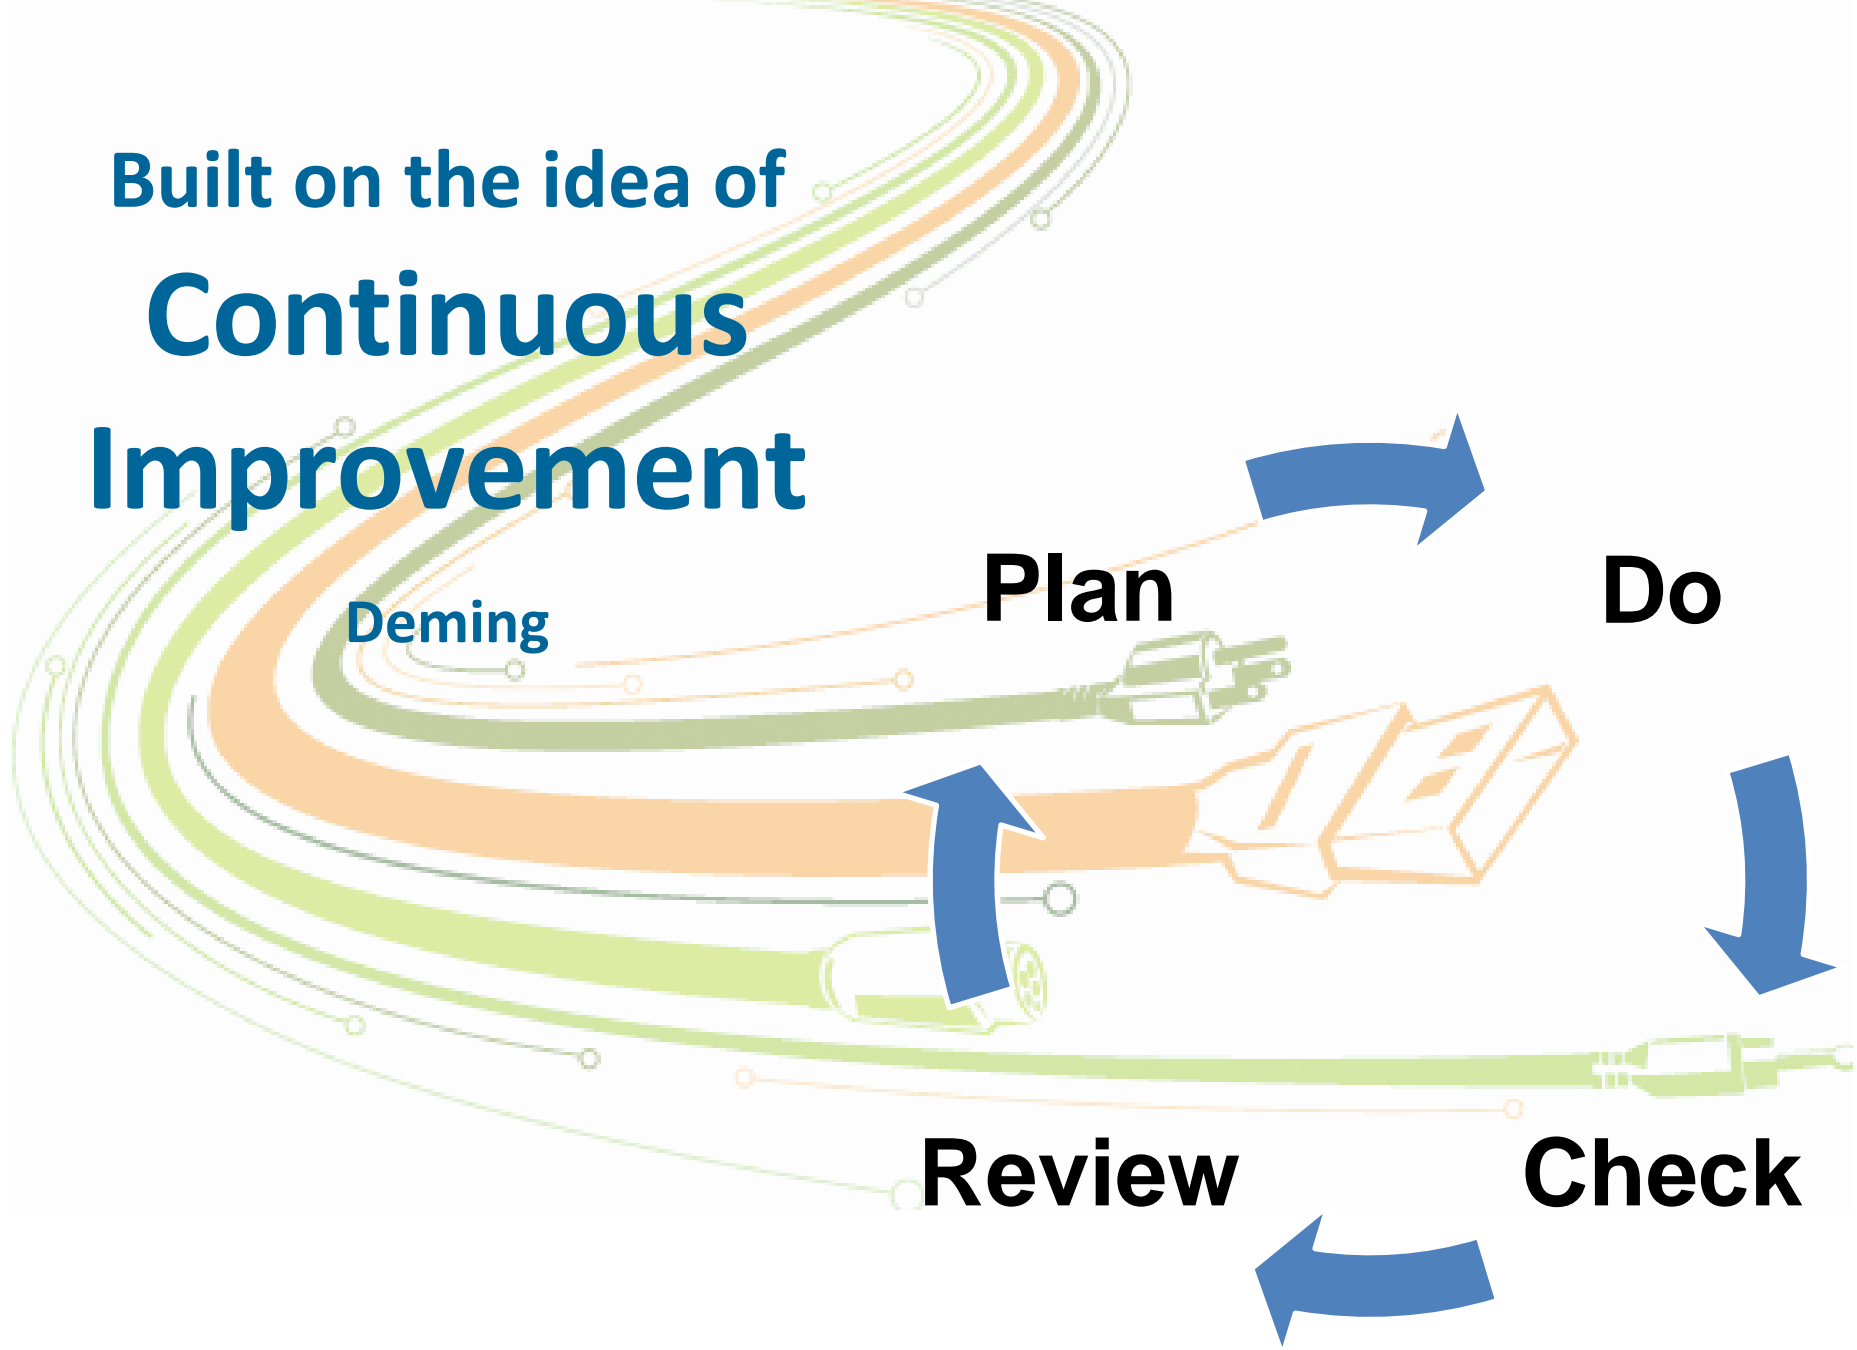 Built on the idea of
Continuous
Improvement
Deming
Plan
Do
Review
Check